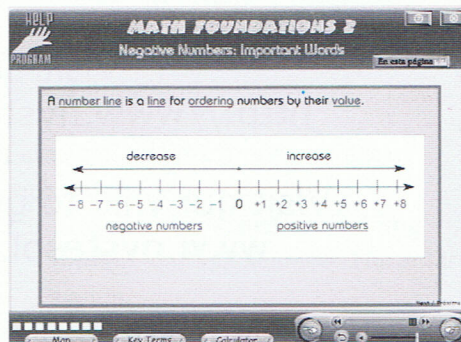 HELP
PROGRAM
MATH FOUNDATIONS 2
Negative Numbers: Important Words
En esta página
A number line is a line for ordering numbers by their value.
decrease increase
-8 -7 -6 -5 -4 -3 -2 -1 0 +1 +2 +3 +4 +5 +6 +7 +8
negative numbers positive numbers
Next / Próximo
Map Key Terms Calculator